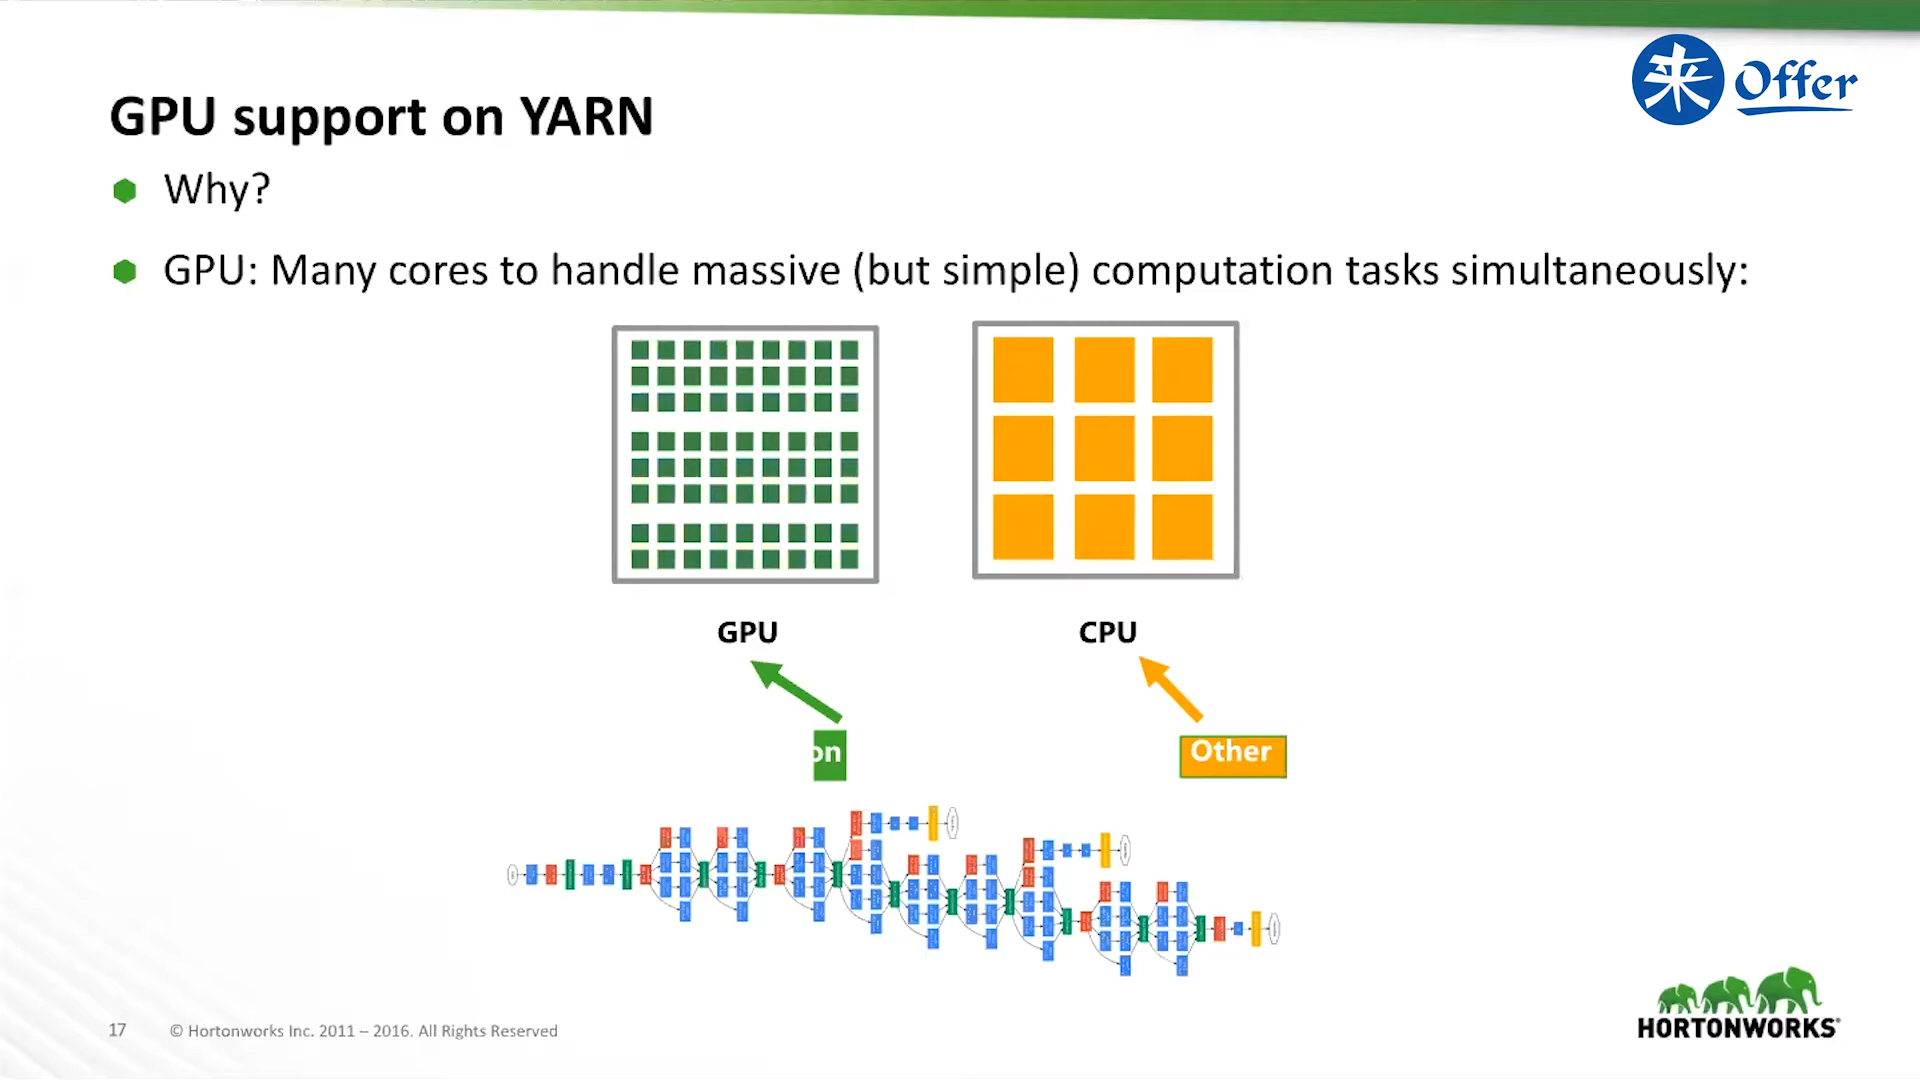 来 Offer
GPU support on YARN
Why?
GPU: Many cores to handle massive (but simple) computation tasks simultaneously:
GPU
CPU
on
Other
17
© Hortonworks Inc. 2011 – 2016. All Rights Reserved
HORTONWORKS